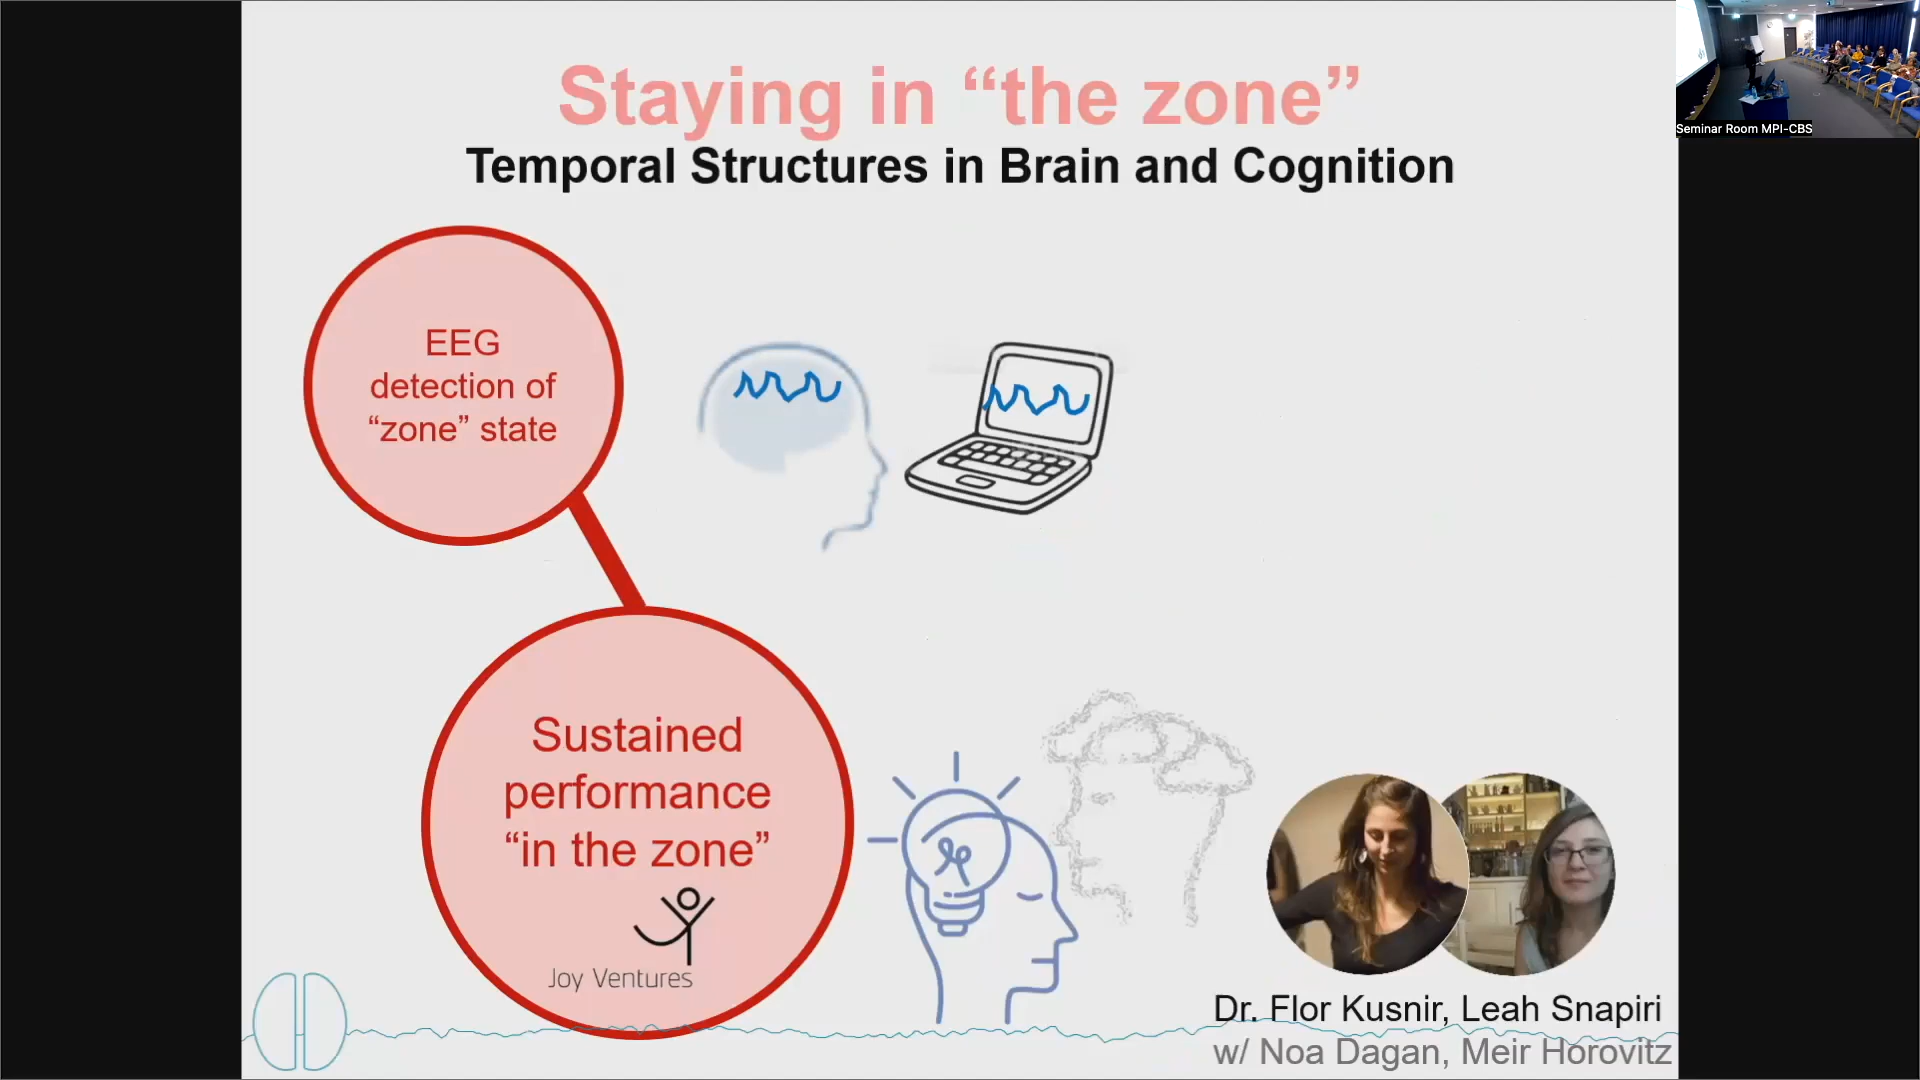 Staying in “the zone”
Temporal Structures in Brain and Cognition
Seminar Room MPI-CBS
EEG
detection of
“zone” state
Sustained
performance
“in the zone”
Joy Ventures
Dr. Flor Kusnir, Leah Snapiri
w/ Noa Dagan, Meir Horovitz